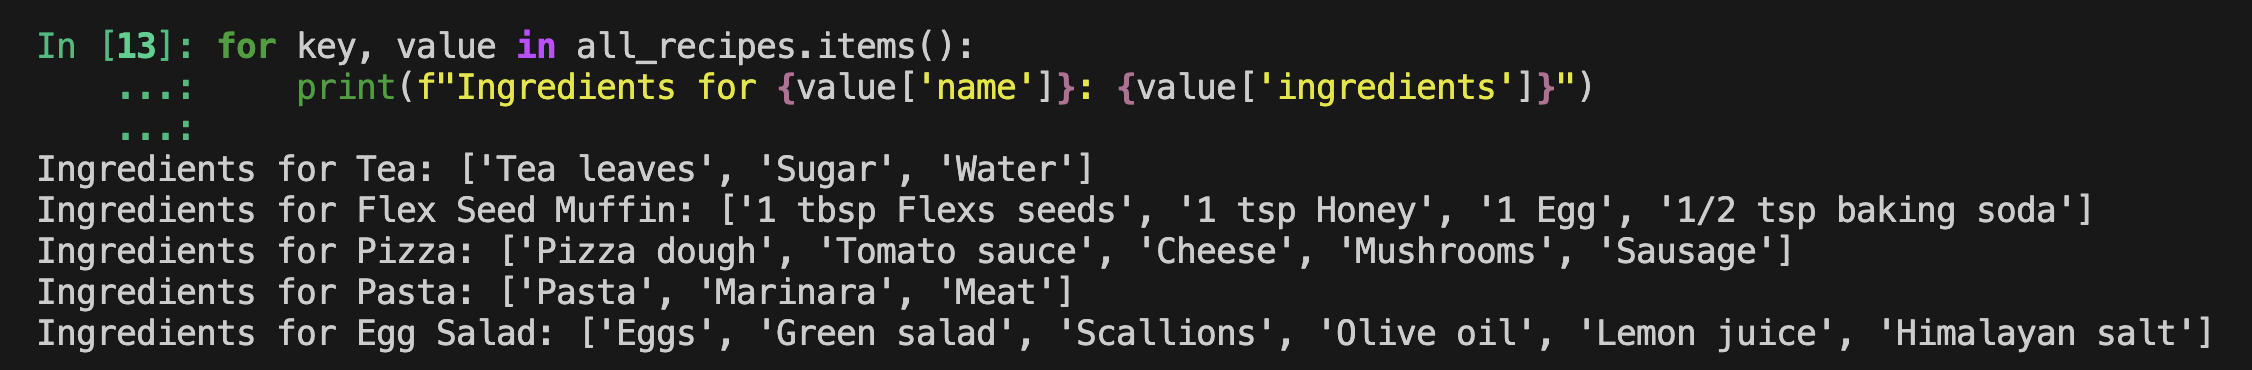 In [13]: for key, value in all_recipes.items():
    ...:     print(f"Ingredients for {value['name']}: {value['ingredients']}")
    ...:
Ingredients for Tea: ['Tea leaves', 'Sugar', 'Water']
Ingredients for Flex Seed Muffin: ['1 tbsp Flexs seeds', '1 tsp Honey', '1 Egg', '1/2 tsp baking soda']
Ingredients for Pizza: ['Pizza dough', 'Tomato sauce', 'Cheese', 'Mushrooms', 'Sausage']
Ingredients for Pasta: ['Pasta', 'Marinara', 'Meat']
Ingredients for Egg Salad: ['Eggs', 'Green salad', 'Scallions', 'Olive oil', 'Lemon juice', 'Himalayan salt']